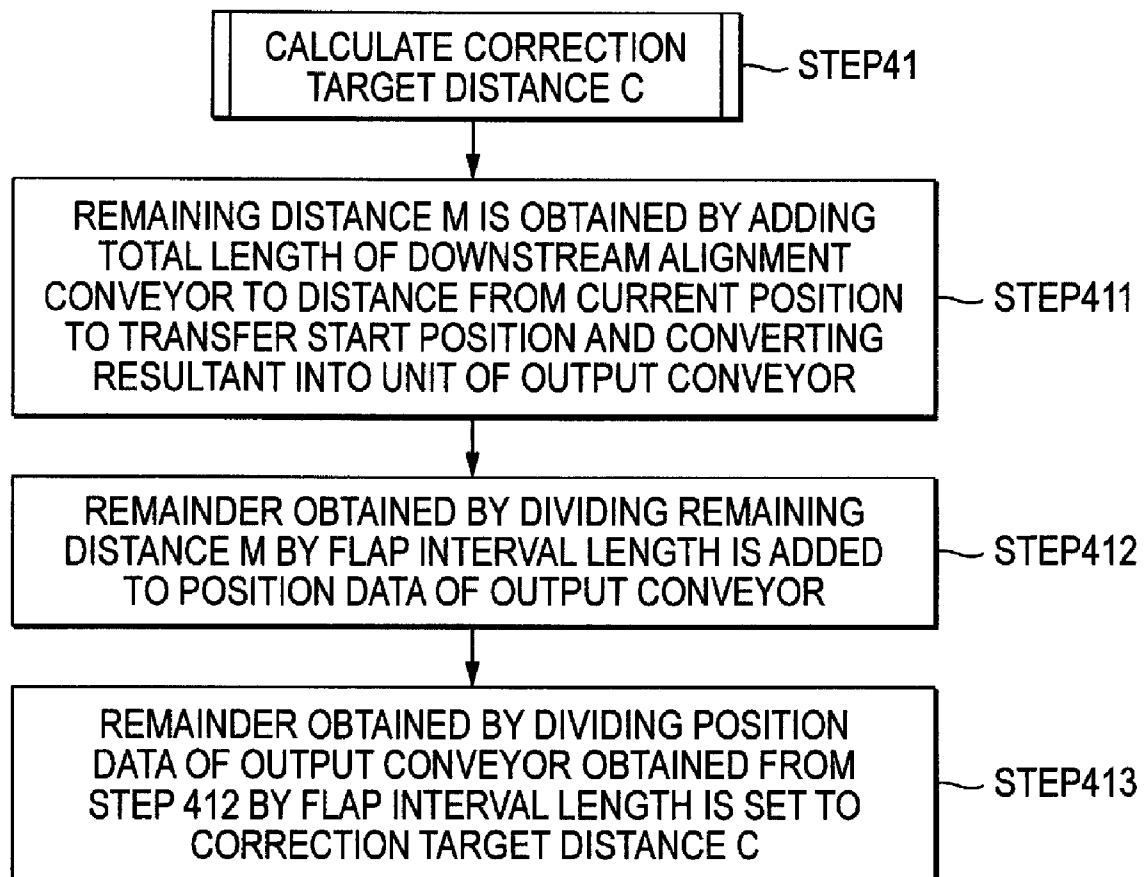 CALCULATE CORRECTION
TARGET DISTANCE C
STEP41
REMAINING DISTANCE M IS OBTAINED BY ADDING
TOTAL LENGTH OF DOWNSTREAM ALIGNMENT
CONVEYOR TO DISTANCE FROM CURRENT POSITION
TO TRANSFER START POSITION AND CONVERTING
RESULTANT INTO UNIT OF OUTPUT CONVEYOR
STEP411
REMAINDER OBTAINED BY DIVIDING REMAINING
DISTANCE M BY FLAP INTERVAL LENGTH IS ADDED
TO POSITION DATA OF OUTPUT CONVEYOR
STEP412
REMAINDER OBTAINED BY DIVIDING POSITION
DATA OF OUTPUT CONVEYOR OBTAINED FROM
STEP 412 BY FLAP INTERVAL LENGTH IS SET TO
CORRECTION TARGET DISTANCE C
STEP413